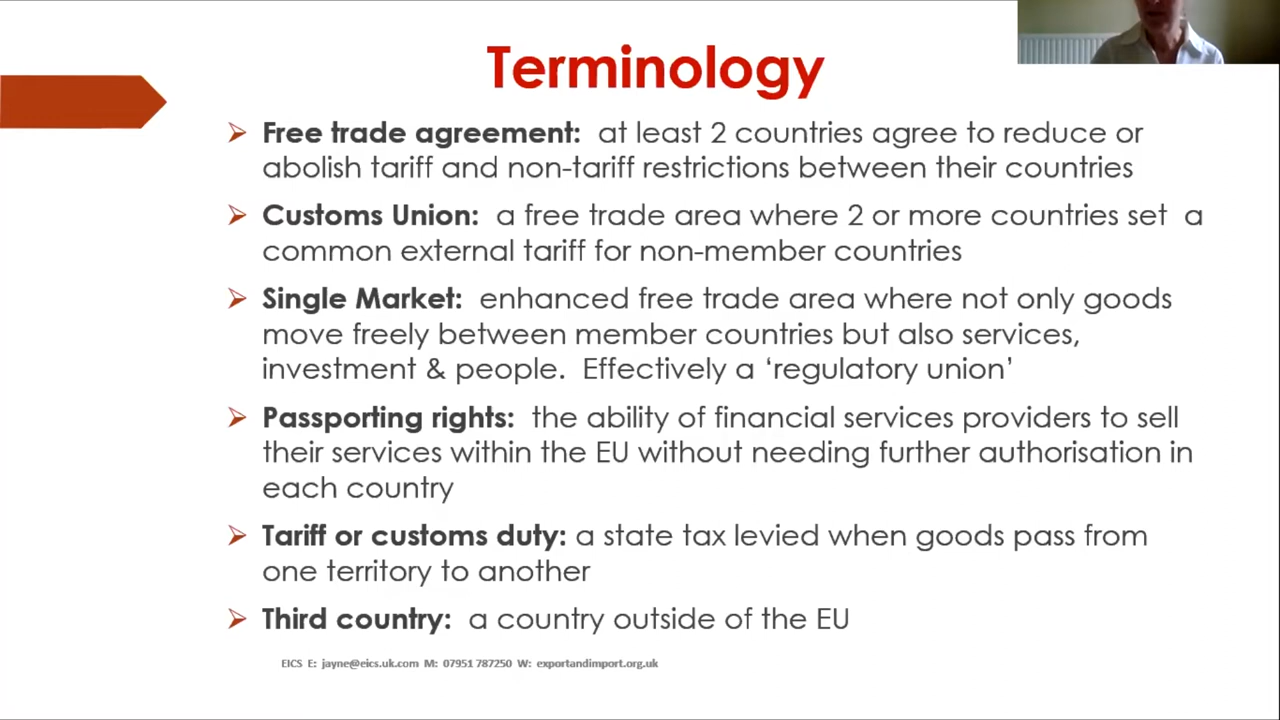 Terminology
Free trade agreement: at least 2 countries agree to reduce or
abolish tariff and non-tariff restrictions between their countries
Customs Union: a free trade area where 2 or more countries set a
common external tariff for non-member countries
Single Market: enhanced free trade area where not only goods
move freely between member countries but also services,
investment & people. Effectively a ‘regulatory union’
Passporting rights: the ability of financial services providers to sell
their services within the EU without needing further authorisation in
each country
Tariff or customs duty: a state tax levied when goods pass from
one territory to another
Third country: a country outside of the EU
EICS E: jayne@eics.uk.com M: 07951 787250 W: exportandimport.org.uk